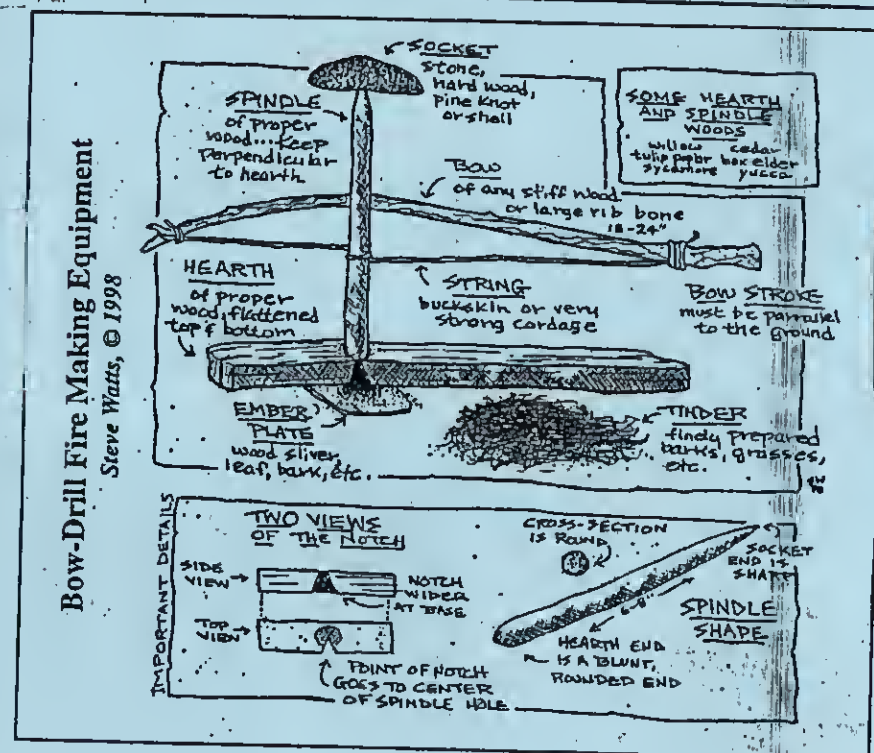 Bow-Drill Fire Making Equipment
Steve Watts, © 1998
SOCKET
stone,
hard wood,
pine knot
or shell
SPINDLE
of proper
wood...keep
perpendicular
to hearth
SOME HEARTH
AND SPINDLE
WOODS
willow cedar
tulip poplr box elder
sycamore yucca
BOW
of any stiff wood
or large rib bone
18-24"
HEARTH
of proper
wood, flattened
top & bottom
STRING
buckskin or very
strong cordage
BOW STROKE
must be parralel
to the ground
EMBER
PLATE
wood sliver,
leaf, bark, etc.
TINDER
finely prepared
barks, grasses,
etc.
IMPORTANT DETAILS
TWO VIEWS
OF THE NOTCH
SIDE
VIEW
NOTCH
WIDER
AT BASE
TOP
VIEW
POINT OF NOTCH
GOES TO CENTER
OF SPINDLE HOLE
CROSS-SECTION
IS ROUND
SOCKET
END IS
SHARP
6-8"
SPINDLE
SHAPE
HEARTH END
IS A BLUNT,
ROUNDED END